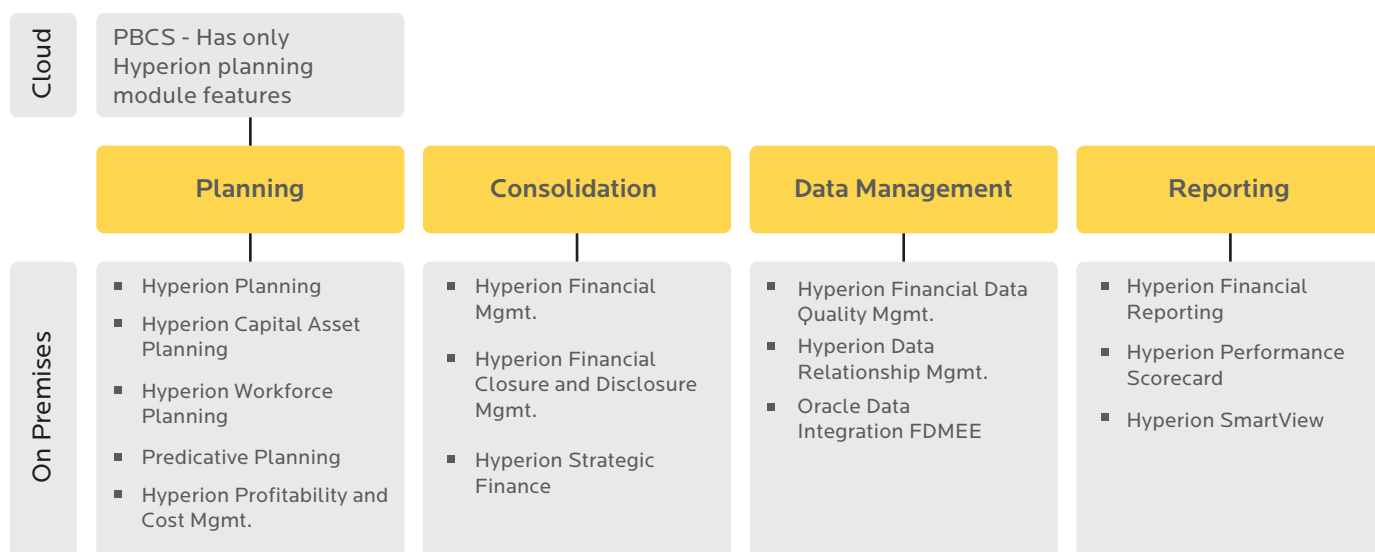 Cloud
PBCS - Has only
Hyperion planning
module features
Planning
Consolidation
Data Management
Reporting
On Premises
▪ Hyperion Planning
▪ Hyperion Capital Asset
Planning
▪ Hyperion Workforce
Planning
▪ Predicative Planning
▪ Hyperion Profitability and
Cost Mgmt.
▪ Hyperion Financial
Mgmt.
▪ Hyperion Financial
Closure and Disclosure
Mgmt.
▪ Hyperion Strategic
Finance
▪ Hyperion Financial Data
Quality Mgmt.
▪ Hyperion Data
Relationship Mgmt.
▪ Oracle Data
Integration FDMEE
▪ Hyperion Financial
Reporting
▪ Hyperion Performance
Scorecard
▪ Hyperion SmartView